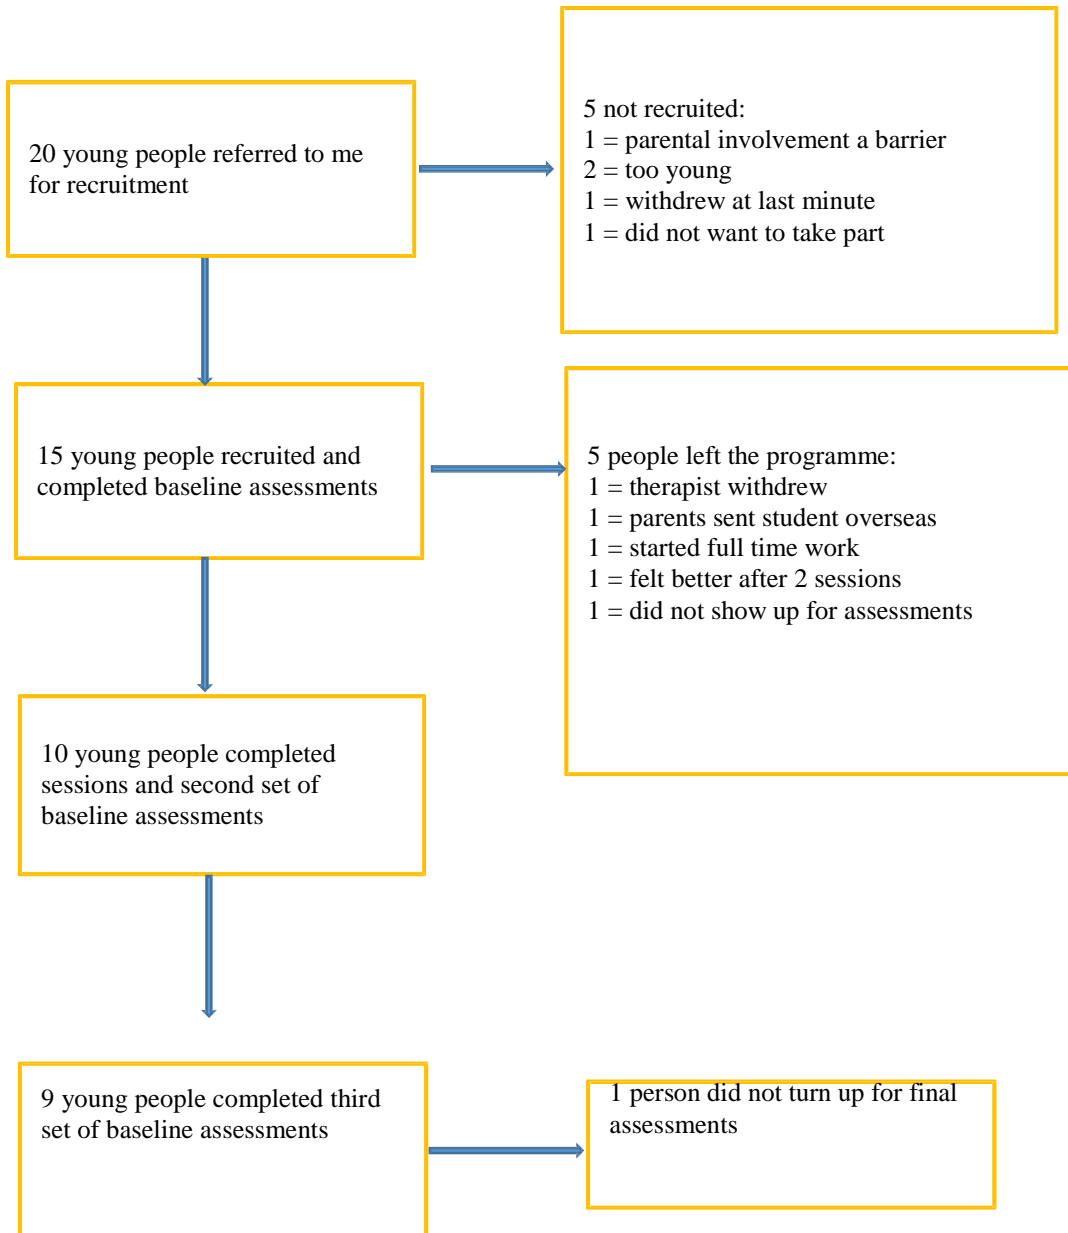 20 young people referred to me
for recruitment
5 not recruited:
1 = parental involvement a barrier
2 = too young
1 = withdrew at last minute
1 = did not want to take part
15 young people recruited and
completed baseline assessments
5 people left the programme:
1 = therapist withdrew
1 = parents sent student overseas
1 = started full time work
1 = felt better after 2 sessions
1 = did not show up for assessments
10 young people completed
sessions and second set of
baseline assessments
9 young people completed third
set of baseline assessments
1 person did not turn up for final
assessments